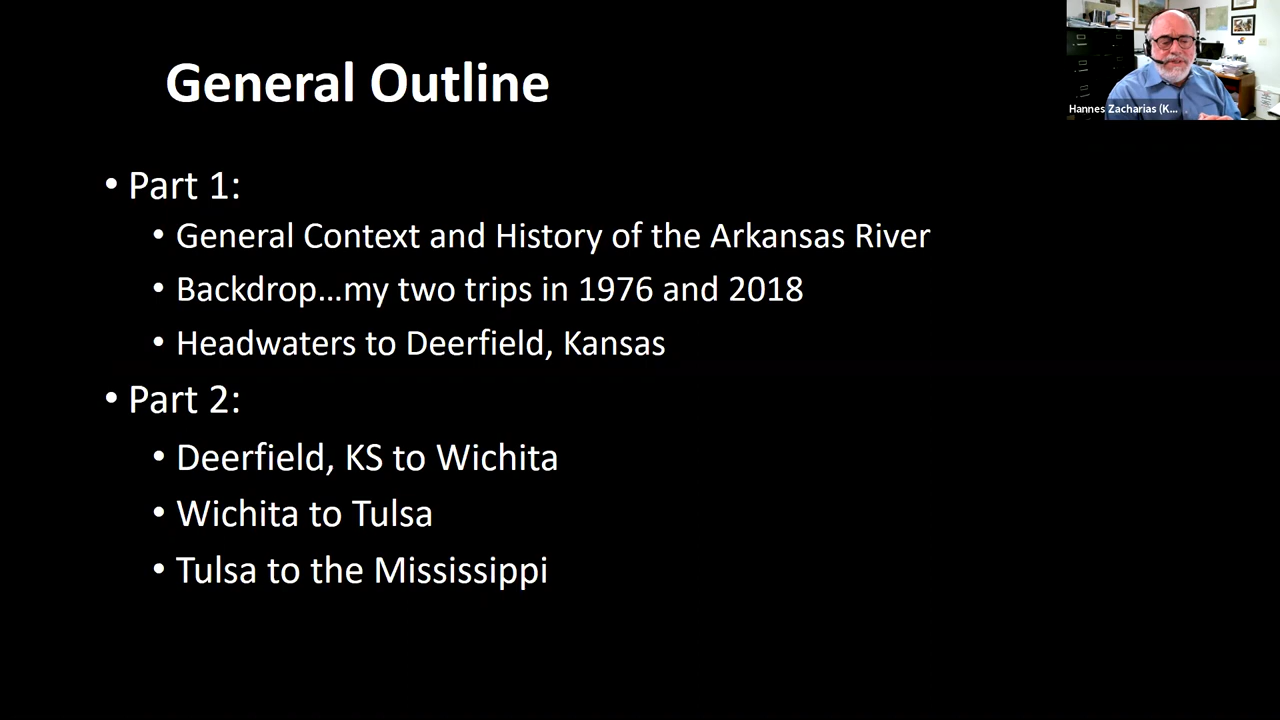 General Outline
Hannes Zacharias (K...
• Part 1:
• General Context and History of the Arkansas River
• Backdrop...my two trips in 1976 and 2018
• Headwaters to Deerfield, Kansas
• Part 2:
• Deerfield, KS to Wichita
• Wichita to Tulsa
• Tulsa to the Mississippi